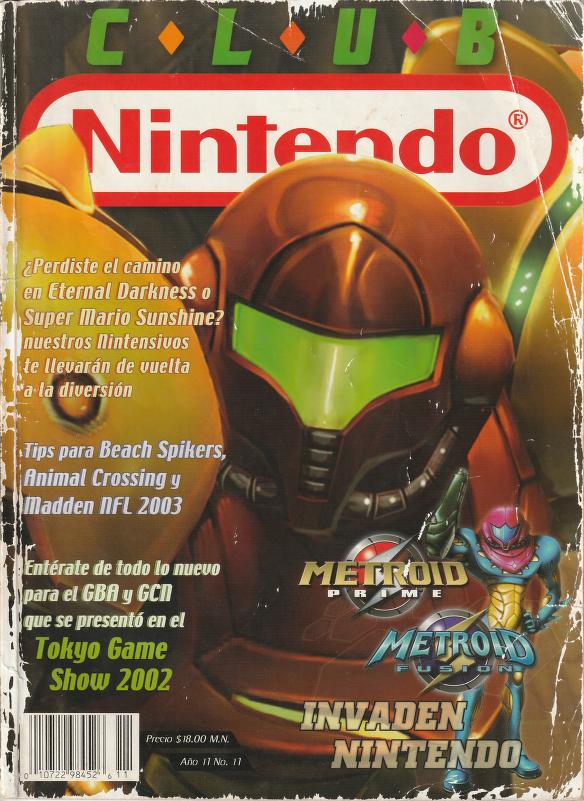 CLUB
Nintendo®
¿Perdiste el camino
en Eternal Darkness o
Super Mario Sunshine?
nuestros Nintensivos
te llevarán de vuelta
a la diversión
Tips para Beach Spikers,
Animal Crossing y
Madden NFL 2003
Entérate de todo lo nuevo
para el GBA y GCN
que se presentó en el
Tokyo Game
Show 2002
METROID
PRIME
METROID
FUSION
INVADEN
NINTENDO
Precio $18.00 M.N.
Año 11 No. 11
0 10722 98452 6 11